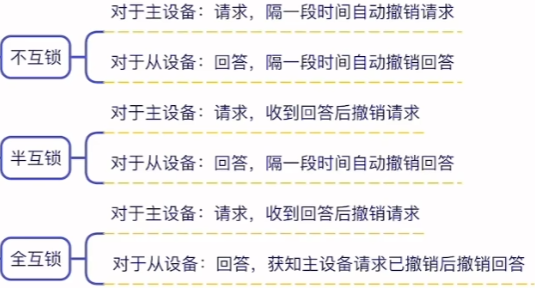 对于主设备：请求，隔一段时间自动撤销请求
不互锁
对于从设备：回答，隔一段时间自动撤销回答
对于主设备：请求，收到回答后撤销请求
半互锁
对于从设备：回答，隔一段时间自动撤销回答
对于主设备：请求，收到回答后撤销请求
全互锁
对于从设备：回答，获知主设备请求已撤销后撤销回答